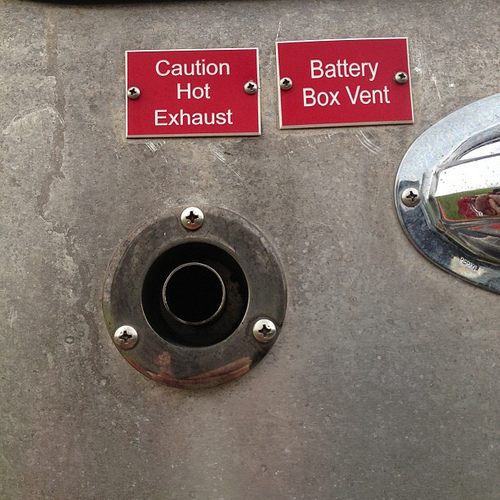 Caution
Hot
Exhaust
Battery
Box Vent